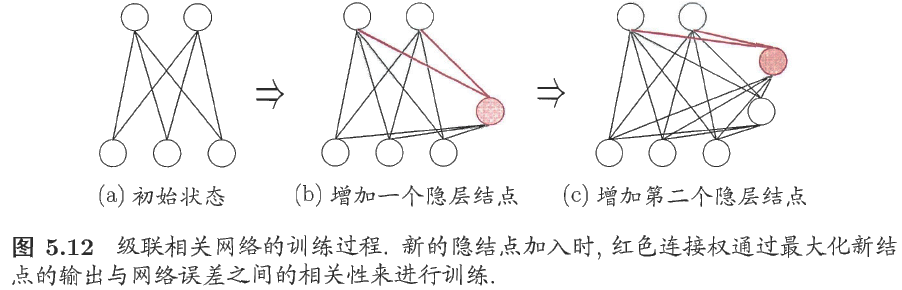 (a) 初始状态 (b) 增加一个隐层结点 (c) 增加第二个隐层结点
图 5.12 级联相关网络的训练过程. 新的隐结点加入时, 红色连接权通过最大化新结
点的输出与网络误差之间的相关性来进行训练.